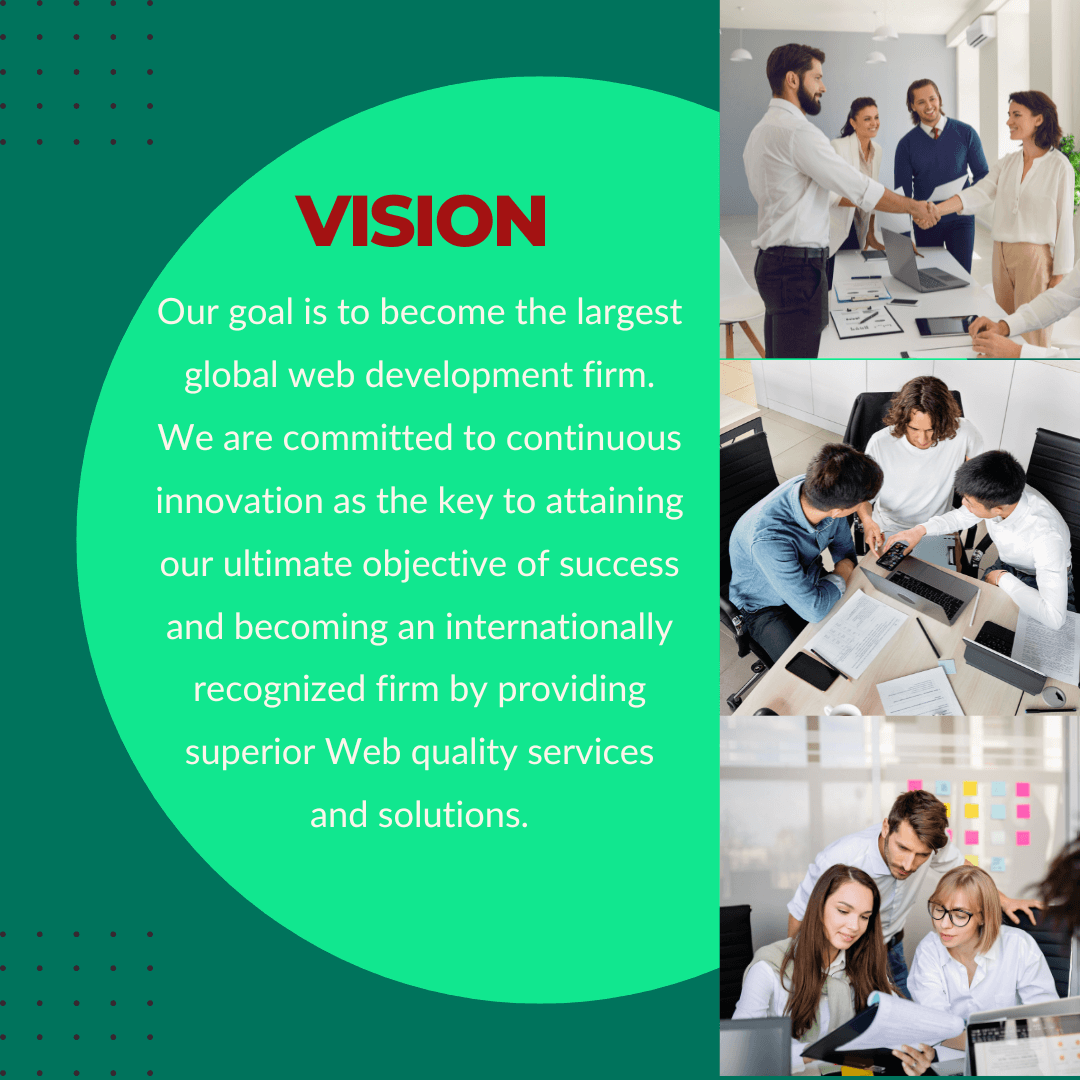 VISION
Our goal is to become the largest
global web development firm.
We are committed to continuous
innovation as the key to attaining
our ultimate objective of success
and becoming an internationally
recognized firm by providing
superior Web quality services
and solutions.